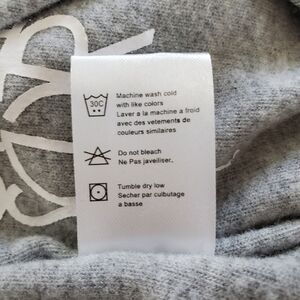 30C
Machine wash cold
with like colors
Laver a la machine a froid
avec des vetements de
couleurs similaires
Do not bleach
Ne Pas javeiliser.
Tumble dry low
Secher par culbutage
a basse